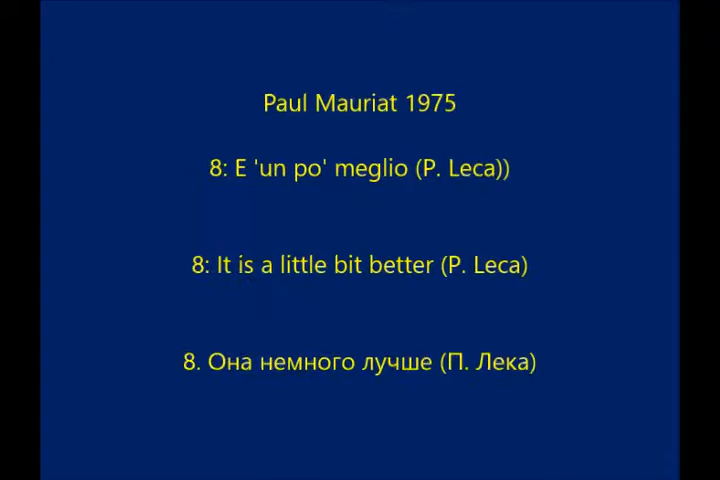 Paul Mauriat 1975
8: E 'un po' meglio (P. Leca))
8: It is a little bit better (P. Leca)
8. Она немного лучше (П. Лека)